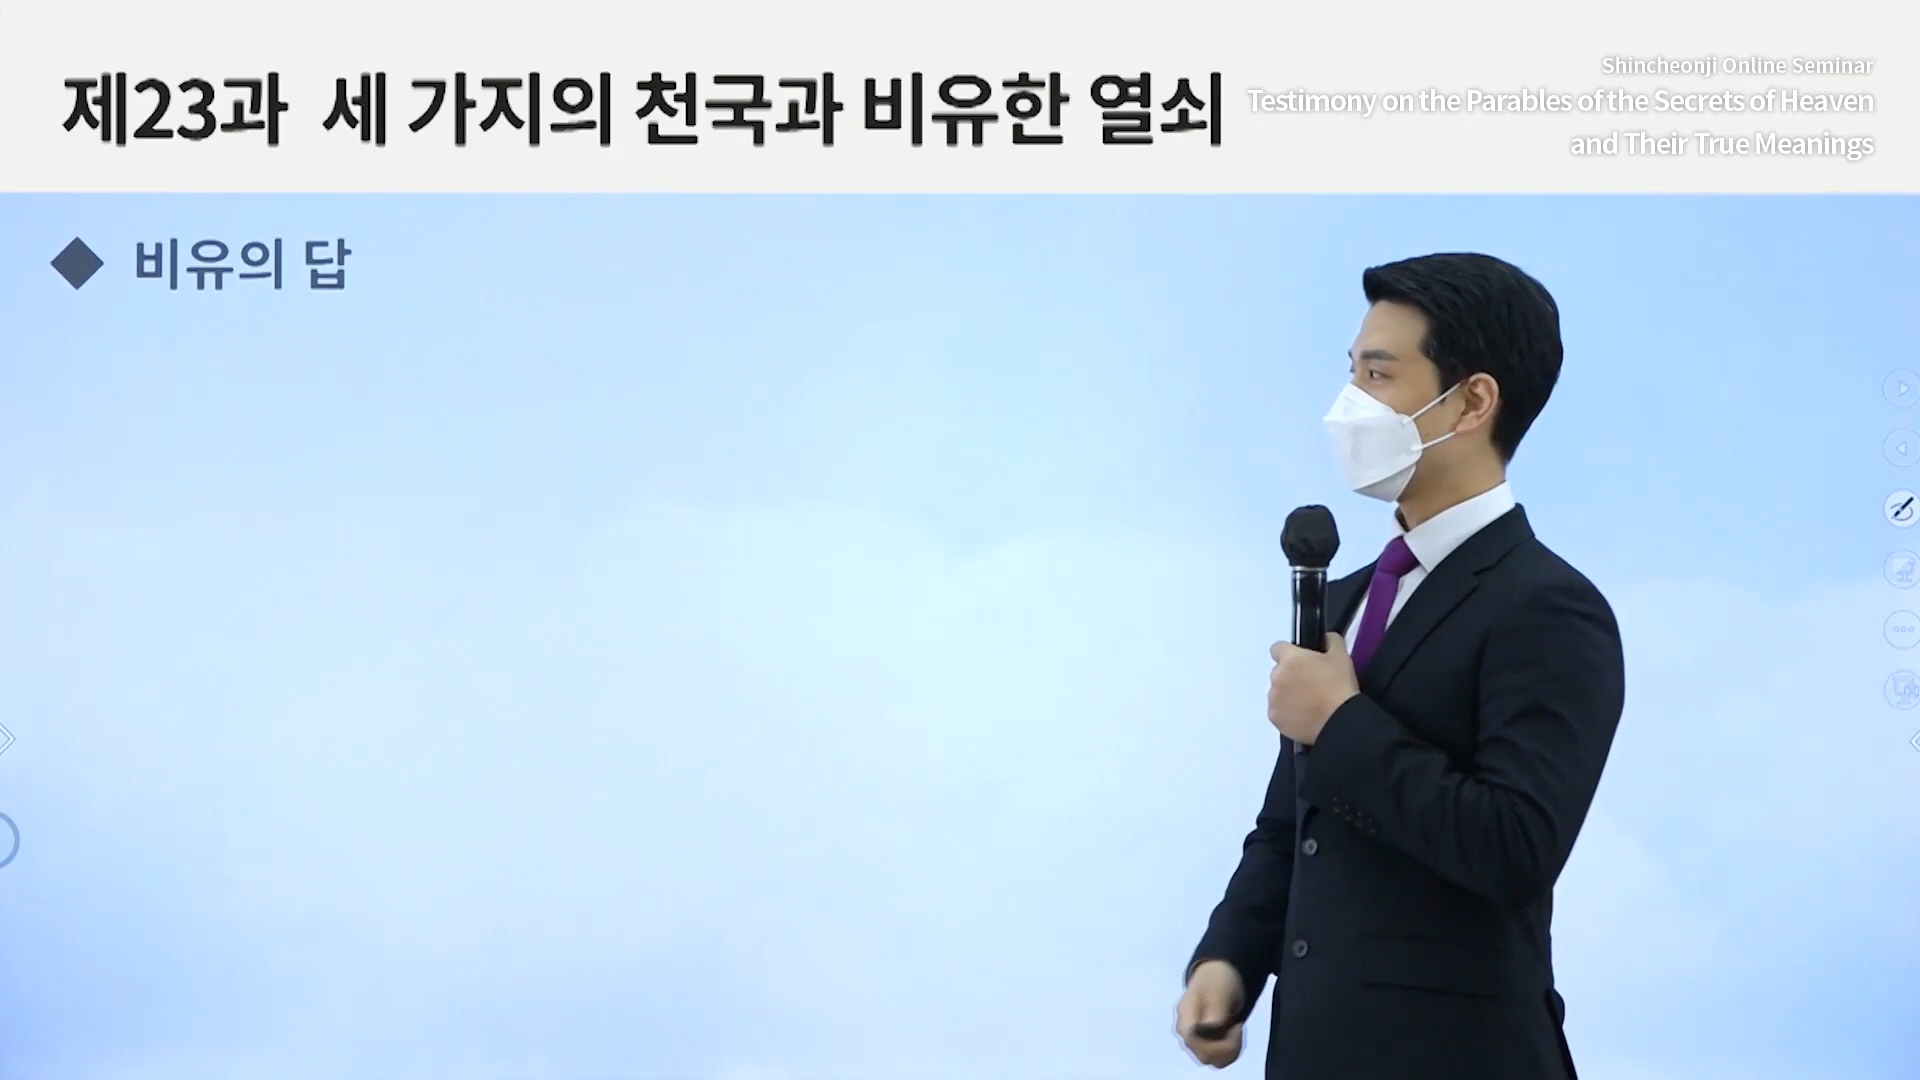 제23과 세 가지의 천국과 비유한 열쇠
Shincheonji Online Seminar
Testimony on the Parables of the Secrets of Heaven
and Their True Meanings
비유의 답